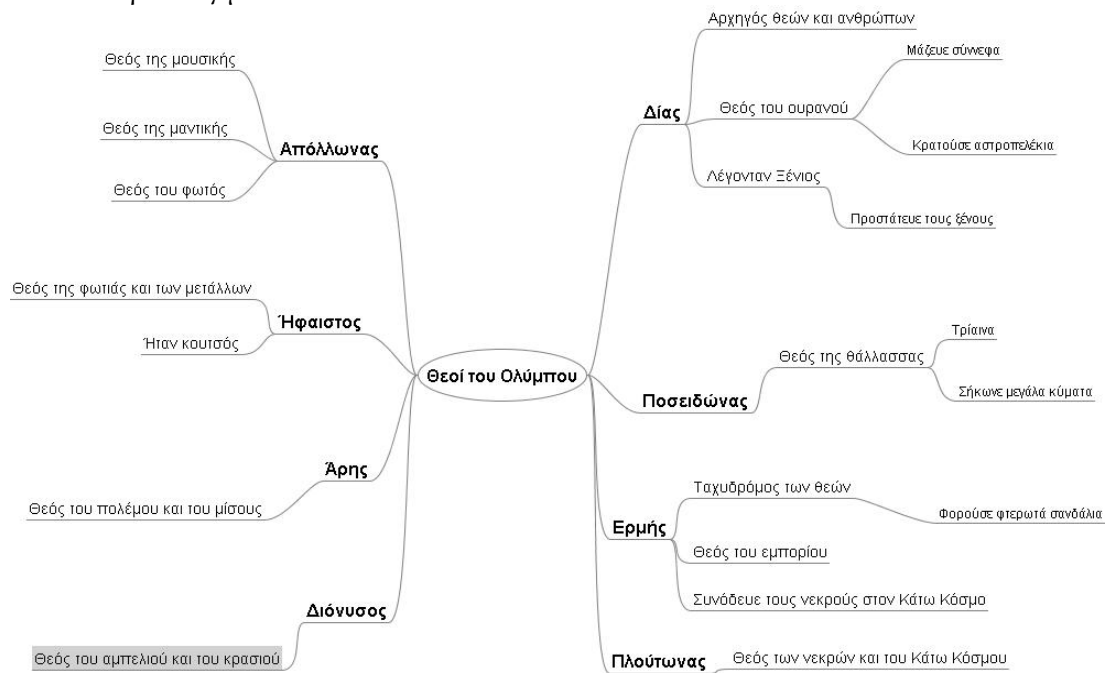 Θεός της μουσικής
Θεός της μαντικής
Θεός του φωτός
Απόλλωνας
Θεός της φωτιάς και των μετάλλων
Ήταν κουτσός
Ήφαιστος
Θεός του πολέμου και του μίσους
Άρης
Θεός του αμπελιού και του κρασιού
Διόνυσος
Θεοί του Ολύμπου
Δίας
Αρχηγός θεών και ανθρώπων
Θεός του ουρανού
Μάζευε σύννεφα
Κρατούσε αστροπελέκια
Λέγονταν Ξένιος
Προστάτευε τους ξένους
Ποσειδώνας
Θεός της θάλλασσας
Τρίαινα
Σήκωνε μεγάλα κύματα
Ερμής
Ταχυδρόμος των θεών
Φορούσε φτερωτά σανδάλια
Θεός του εμπορίου
Συνόδευε τους νεκρούς στον Κάτω Κόσμο
Πλούτωνας
Θεός των νεκρών και του Κάτω Κόσμου